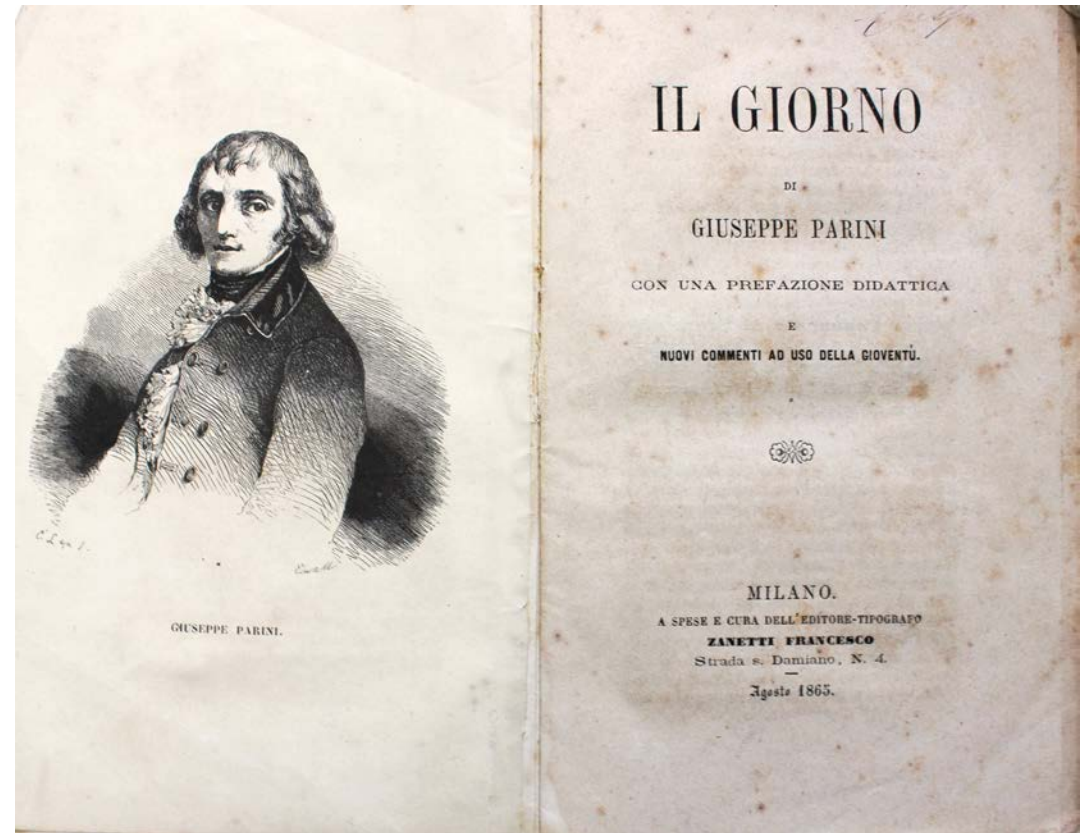 GIUSEPPE PARINI.
IL GIORNO
DI
GIUSEPPE PARINI
CON UNA PREFAZIONE DIDATTICA
E
NUOVI COMMENTI AD USO DELLA GIOVENTÙ.
MILANO.
A SPESE E CURA DELL'EDITORE-TIPOGRAFO
ZANETTI FRANCESCO
Strada s. Damiano, N. 4.
Agosto 1865.